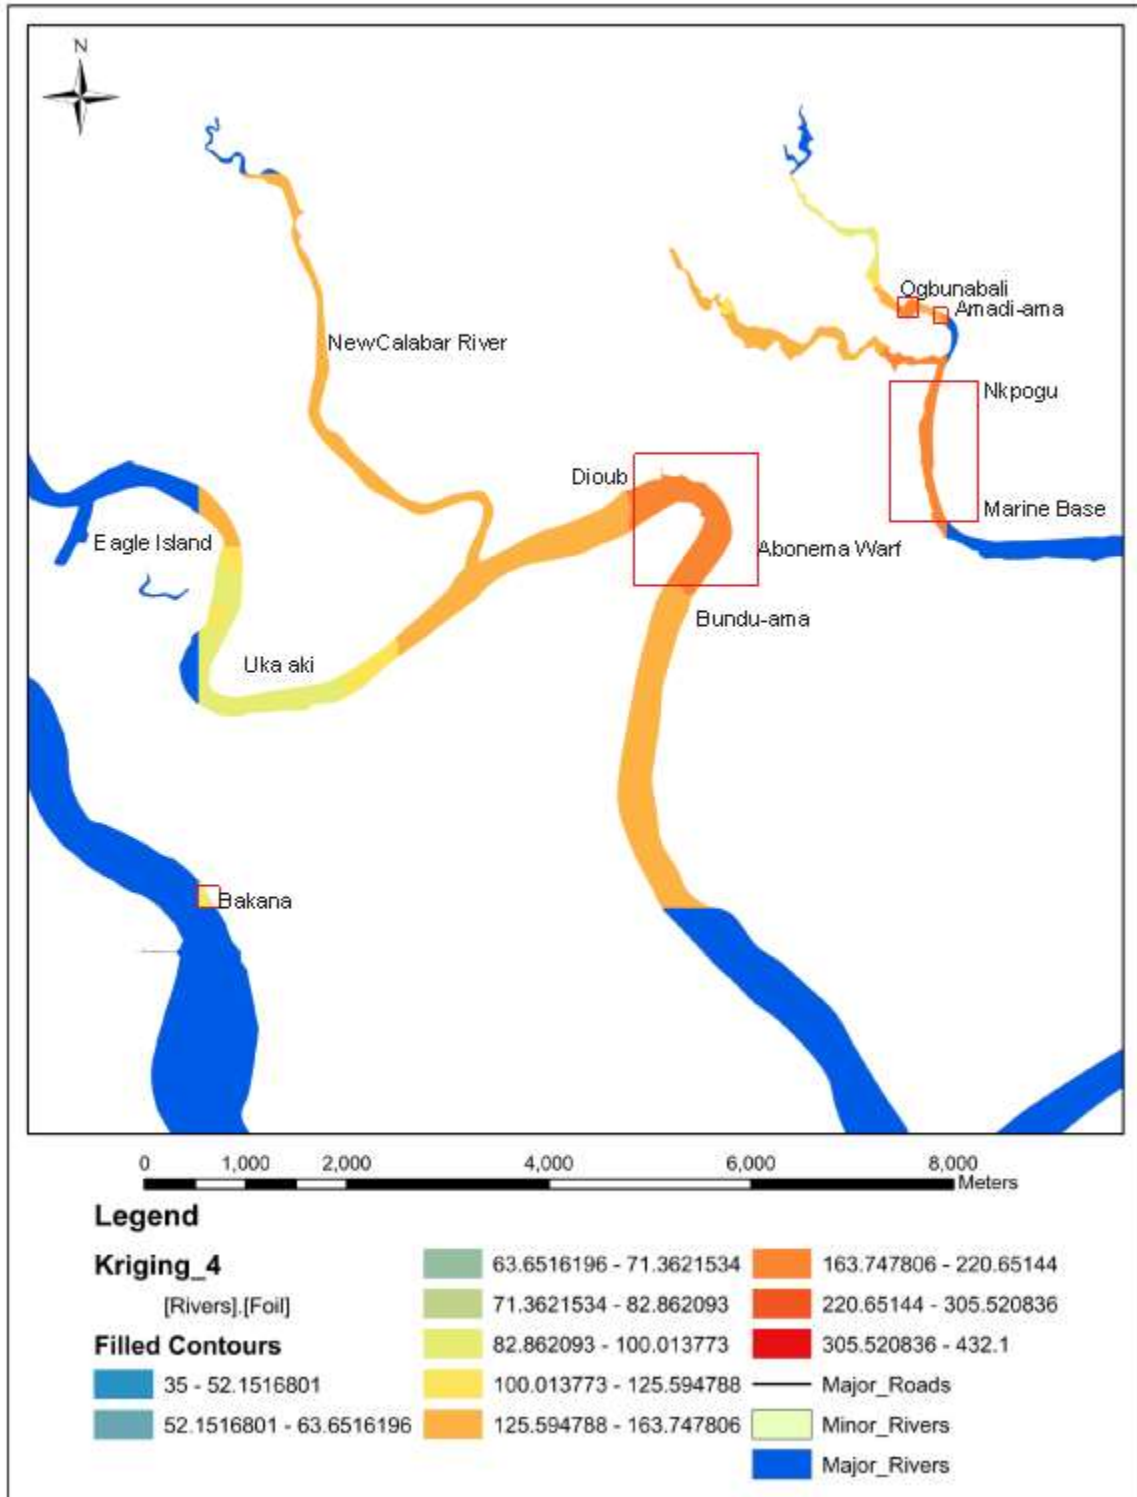 N
Ogbunabali
Amadi-ama
NewCalabar River
Nkpogu
Dioub
Marine Base
Eagle Island
Abonema Warf
Bundu-ama
Uka aki
Bakana
0 1,000 2,000 4,000 6,000 8,000
Meters
Legend
Kriging_4
[Rivers].[Foil]
Filled Contours
35 - 52.1516801
52.1516801 - 63.6516196
63.6516196 - 71.3621534
71.3621534 - 82.862093
82.862093 - 100.013773
100.013773 - 125.594788
125.594788 - 163.747806
163.747806 - 220.65144
220.65144 - 305.520836
305.520836 - 432.1
Major_Roads
Minor_Rivers
Major_Rivers